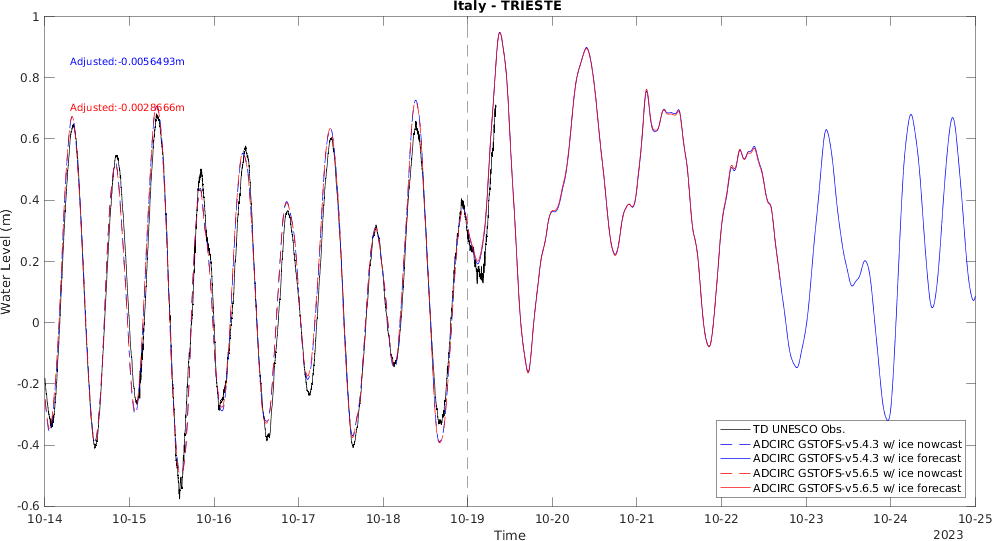 Italy - TRIESTE
Water Level (m)
1
0.8
0.6
0.4
0.2
0
-0.2
-0.4
-0.6
Adjusted:-0.0056493m
Adjusted:-0.0028666m
TD UNESCO Obs.
ADCIRC GSTOFS-v5.4.3 w/ ice nowcast
ADCIRC GSTOFS-v5.4.3 w/ ice forecast
ADCIRC GSTOFS-v5.6.5 w/ ice nowcast
ADCIRC GSTOFS-v5.6.5 w/ ice forecast
10-14 10-15 10-16 10-17 10-18 10-19 10-20 10-21 10-22 10-23 10-24 10-25
Time
2023